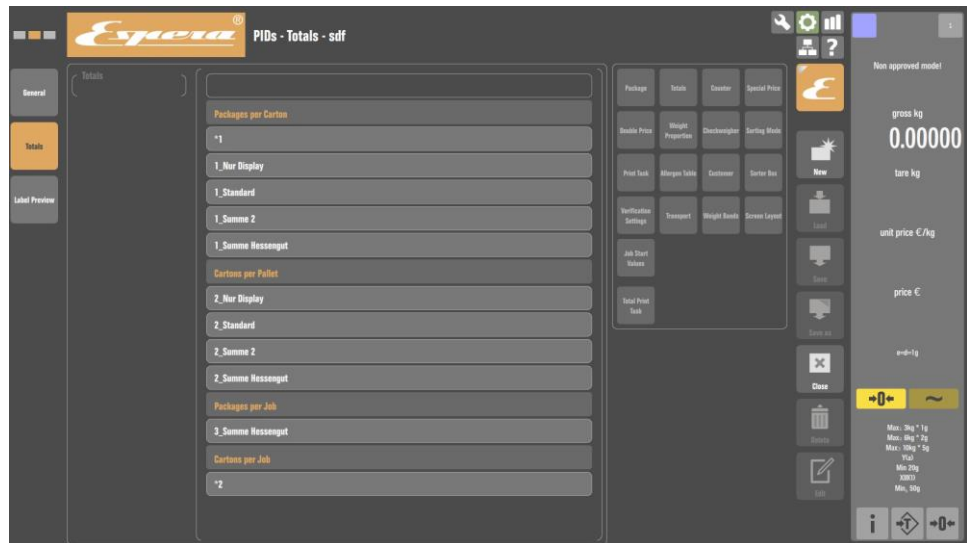 Espera ®
PIDs - Totals - sdf
?
1
General
Totals
Label Preview
Totals
Packages per Carton
*1
1_Nur Display
1_Standard
1_Summe 2
1_Summe Hessengut
Cartons per Pallet
2_Nur Display
2_Standard
2_Summe 2
2_Summe Hessengut
Packages per Job
3_Summe Hessengut
Cartons per Job
*2
Package
Totals
Counter
Special Price
Double Price
Weight
Proportion
Checkweigher
Sorting Mode
Print Task
Allergen Table
Customer
Sorter Box
Verification
Settings
Transport
Weight Bands
Screen Layout
Job Start
Values
Total Print
Task
E
New
Load
Save
Save as
Close
Delete
Edit
Non approved mode!
gross kg
0.00000
tare kg
unit price €/kg
price €
e=d=1g
→0←
~
Max.: 3kg * 1g
Max.: 6kg * 2g
Max.: 10kg * 5g
Y(a)
Min 20g
Min, 50g
i
T
→0←